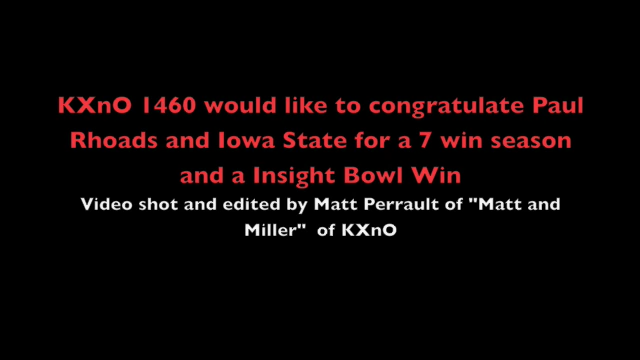 KXnO 1460 would like to congratulate Paul
Rhoads and Iowa State for a 7 win season
and a Insight Bowl Win
Video shot and edited by Matt Perrault of "Matt and
Miller"  of KXnO